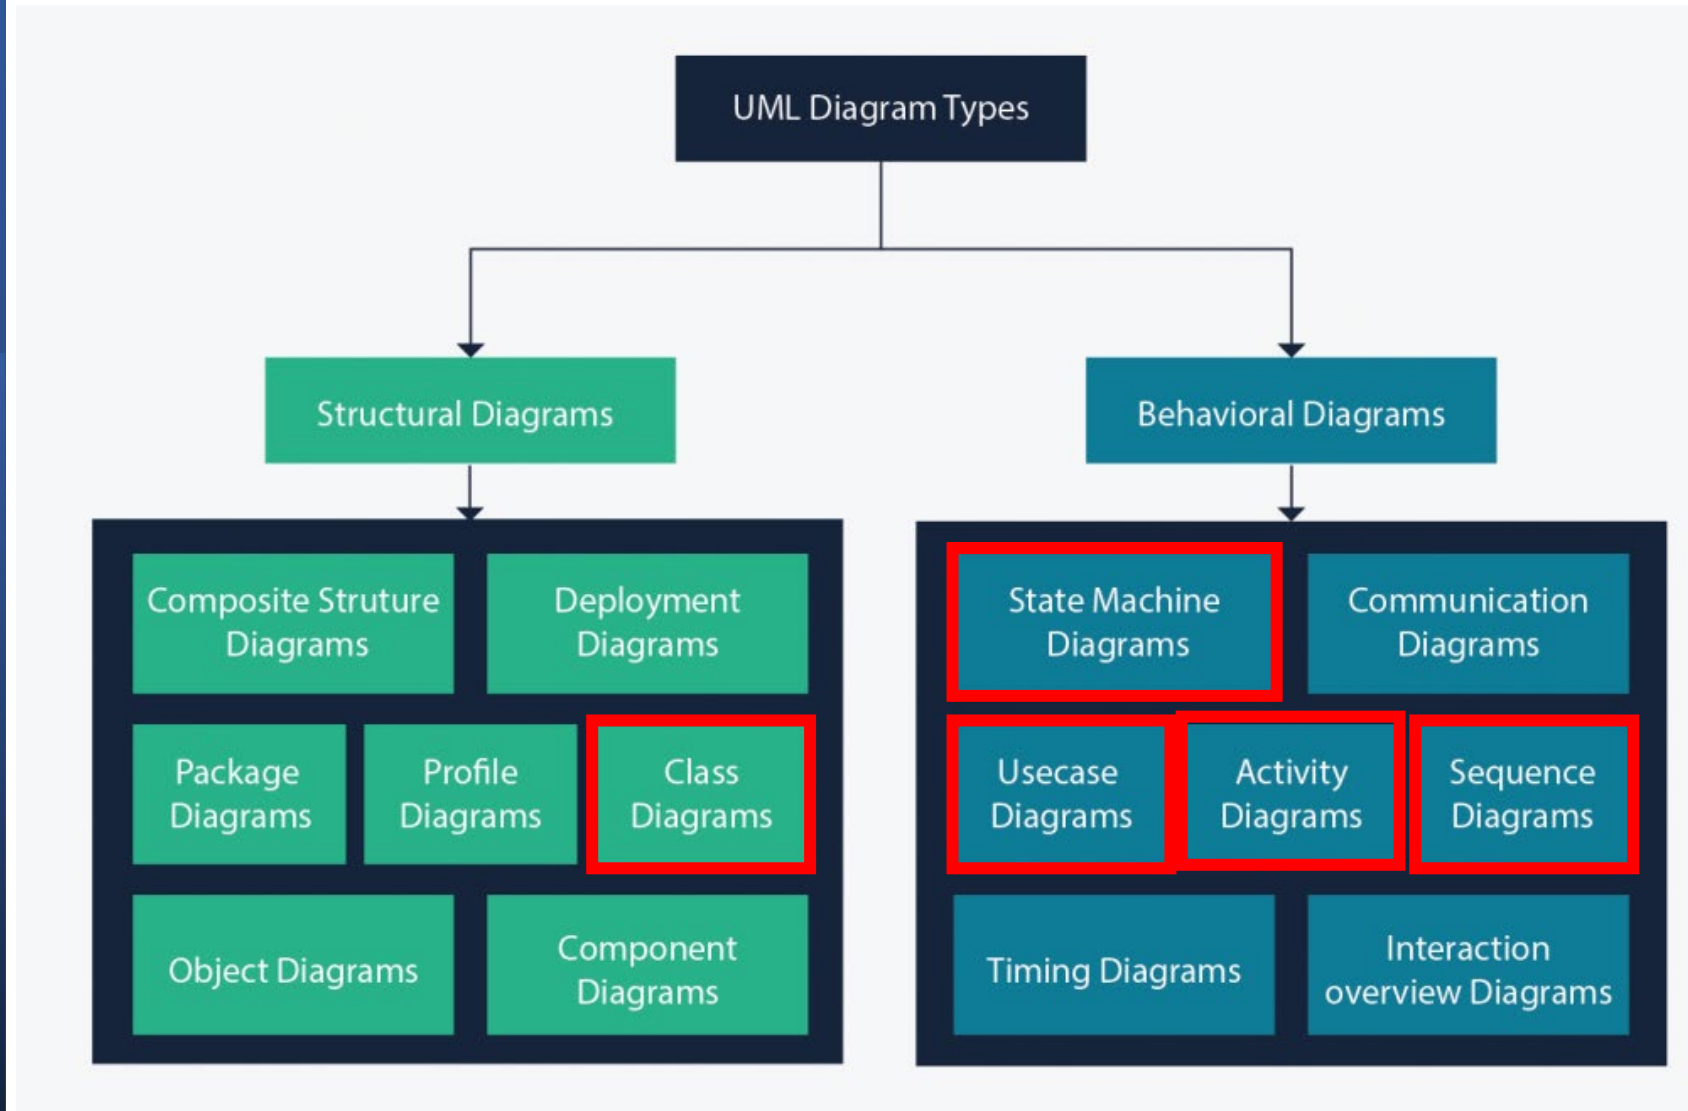 UML Diagram Types
Structural Diagrams
Behavioral Diagrams
Composite Struture
Diagrams
Deployment
Diagrams
Package
Diagrams
Profile
Diagrams
Class
Diagrams
Object Diagrams
Component
Diagrams
State Machine
Diagrams
Communication
Diagrams
Usecase
Diagrams
Activity
Diagrams
Sequence
Diagrams
Timing Diagrams
Interaction
overview Diagrams